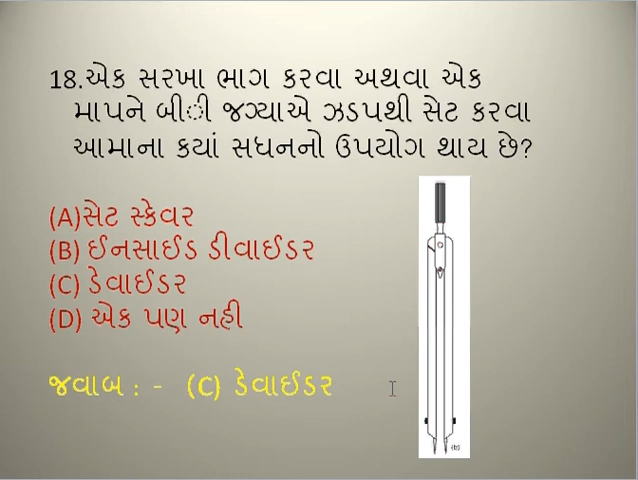 18.એક સરખા ભાગ કરવા અથવા એક
માપને બીીી જગ્યાએ ઝડપથી સેટ કરવા
આમાના કયાં સધનનો ઉપયોગ થાય છે?
(A)સેટ સ્કેવર
(B) ઈનસાઈડ ડીવાઈડર
(C) ડેવાઈડર
(D) એક પણ નહી
જવાબ : - (C) ડેવાઈડર
(b)